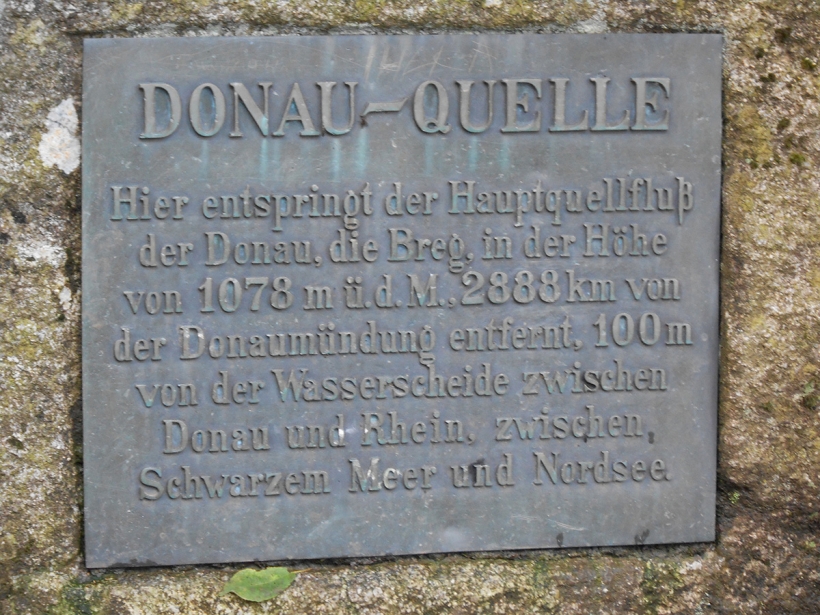 DONAU-QUELLE
Hier entspringt der Hauptquellfluß
der Donau, die Breg, in der Höhe
von 1078 m ü.d.M., 2888 km von
der Donaumündung entfernt, 100 m
von der Wasserscheide zwischen
Donau und Rhein, zwischen
Schwarzem Meer und Nordsee.